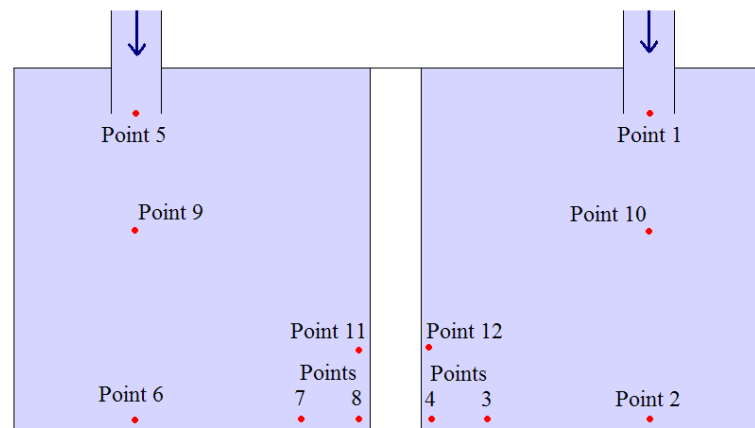 Point 5
Point 1
Point 9
Point 10
Point 11
Point 12
Points
Points
Point 6
7
8
4
3
Point 2